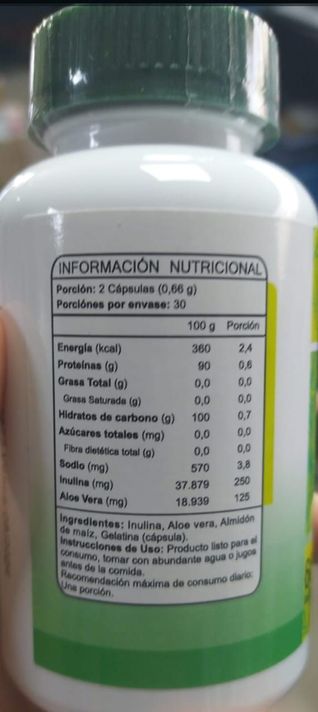 INFORMACIÓN NUTRICIONAL
Porción: 2 Cápsulas (0,66 g)
Porciónes por envase: 30
100 g Porción
Energía (kcal) 360 2,4
Proteínas (g) 90 0,6
Grasa Total (g) 0,0 0,0
Grasa Saturada (g) 0,0 0,0
Hidratos de carbono (g) 100 0,7
Azúcares totales (mg) 0,0 0,0
Fibra dietética total (g) 0,0 0,0
Sodio (mg) 570 3,8
Inulina (mg) 37.879 250
Aloe Vera (mg) 18.939 125
Ingredientes: Inulina, Aloe vera, Almidón
de maíz, Gelatina (cápsula).
Instrucciones de Uso: Producto listo para el
consumo, tomar con abundante agua o jugos
antes de la comida.
Recomendación máxima de consumo diario:
Una porción.